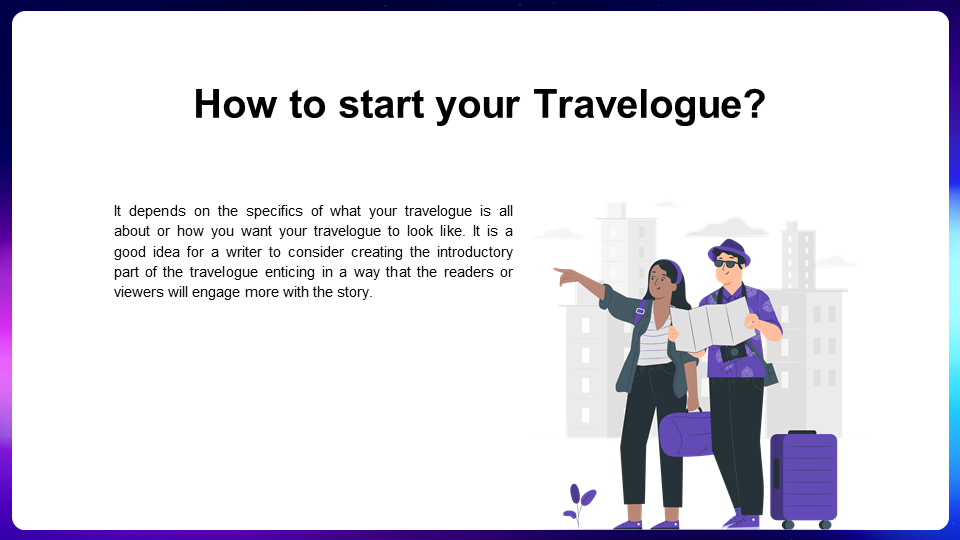 How to start your Travelogue?
It depends on the specifics of what your travelogue is all
about or how you want your travelogue to look like. It is a
good idea for a writer to consider creating the introductory
part of the travelogue enticing in a way that the readers or
viewers will engage more with the story.